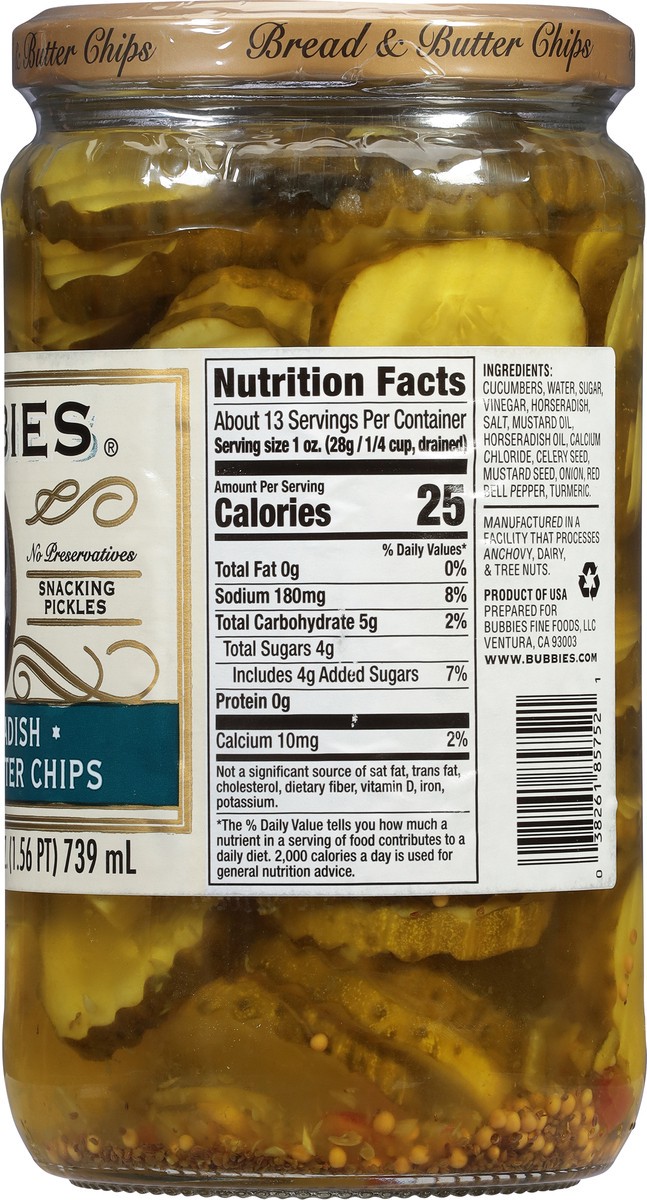 Butter Chips
Bread & Butter Chips
BIES®
No Preservatives
SNACKING
PICKLES
ADISH
TER CHIPS
(1.56 PT) 739 mL
Nutrition Facts
About 13 Servings Per Container
Serving size 1 oz. (28g / 1/4 cup, drained)
Amount Per Serving
Calories 25
% Daily Values*
Total Fat 0g 0%
Sodium 180mg 8%
Total Carbohydrate 5g 2%
Total Sugars 4g
Includes 4g Added Sugars 7%
Protein 0g
Calcium 10mg 2%
Not a significant source of sat fat, trans fat,
cholesterol, dietary fiber, vitamin D, iron,
potassium.
*The % Daily Value tells you how much a
nutrient in a serving of food contributes to a
daily diet. 2,000 calories a day is used for
general nutrition advice.
INGREDIENTS:
CUCUMBERS, WATER, SUGAR,
VINEGAR, HORSERADISH,
SALT, MUSTARD OIL,
HORSERADISH OIL, CALCIUM
CHLORIDE, CELERY SEED,
MUSTARD SEED, ONION, RED
BELL PEPPER, TURMERIC.
MANUFACTURED IN A
FACILITY THAT PROCESSES
ANCHOVY, DAIRY,
& TREE NUTS.
PRODUCT OF USA
PREPARED FOR
BUBBIES FINE FOODS, LLC
VENTURA, CA 93003
WWW.BUBBIES.COM
0 38261 85752 1